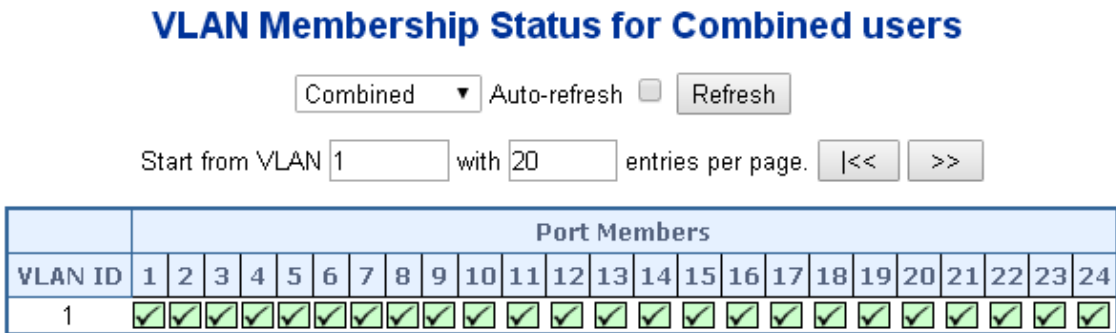 VLAN Membership Status for Combined users
Combined Auto-refresh Refresh
Start from VLAN 1 with 20 entries per page. |<< >>
Port Members
VLAN ID 1 2 3 4 5 6 7 8 9 10 11 12 13 14 15 16 17 18 19 20 21 22 23 24
1